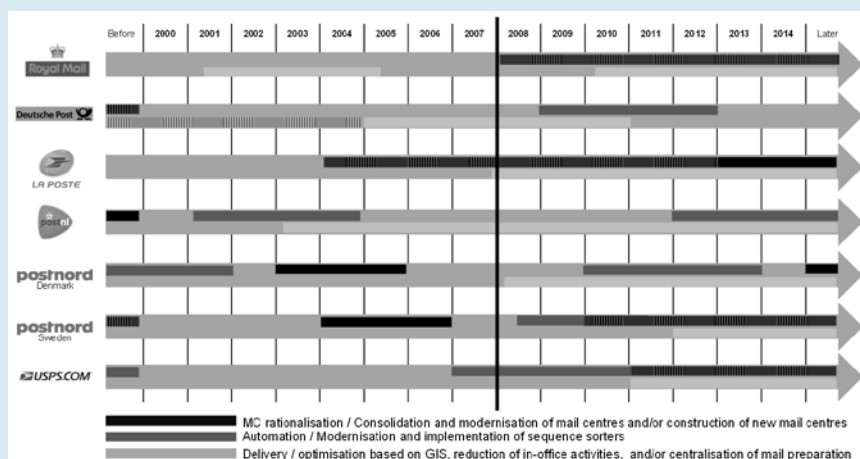 Before 2000 2001 2002 2003 2004 2005 2006 2007 2008 2009 2010 2011 2012 2013 2014 Later
Royal Mail
Deutsche Post
LA POSTE
postnl
postnord
Denmark
postnord
Sweden
USPS.COM
MC rationalisation / Consolidation and modernisation of mail centres and/or construction of new mail centres
Automation / Modernisation and implementation of sequence sorters
Delivery / optimisation based on GIS, reduction of in-office activities, and/or centralisation of mail preparation